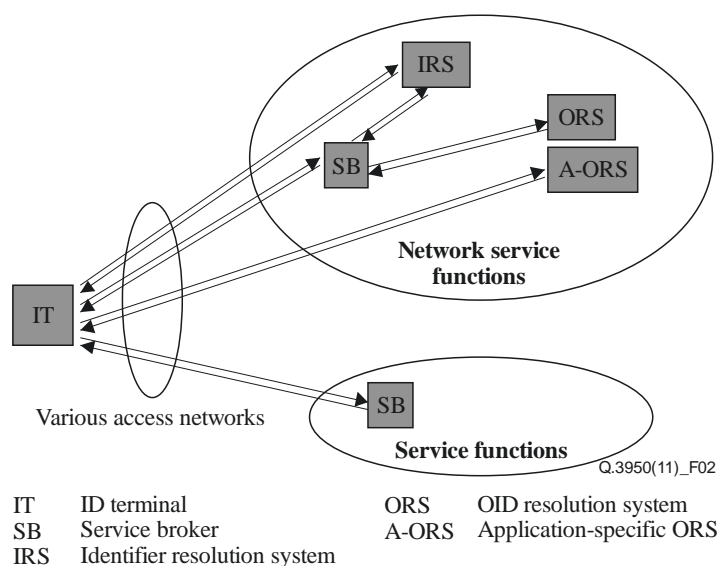 IRS
ORS
SB
A-ORS
Network service
functions
IT
Various access networks
SB
Service functions
Q.3950(11)_F02
IT ID terminal
SB Service broker
IRS Identifier resolution system
ORS OID resolution system
A-ORS Application-specific ORS